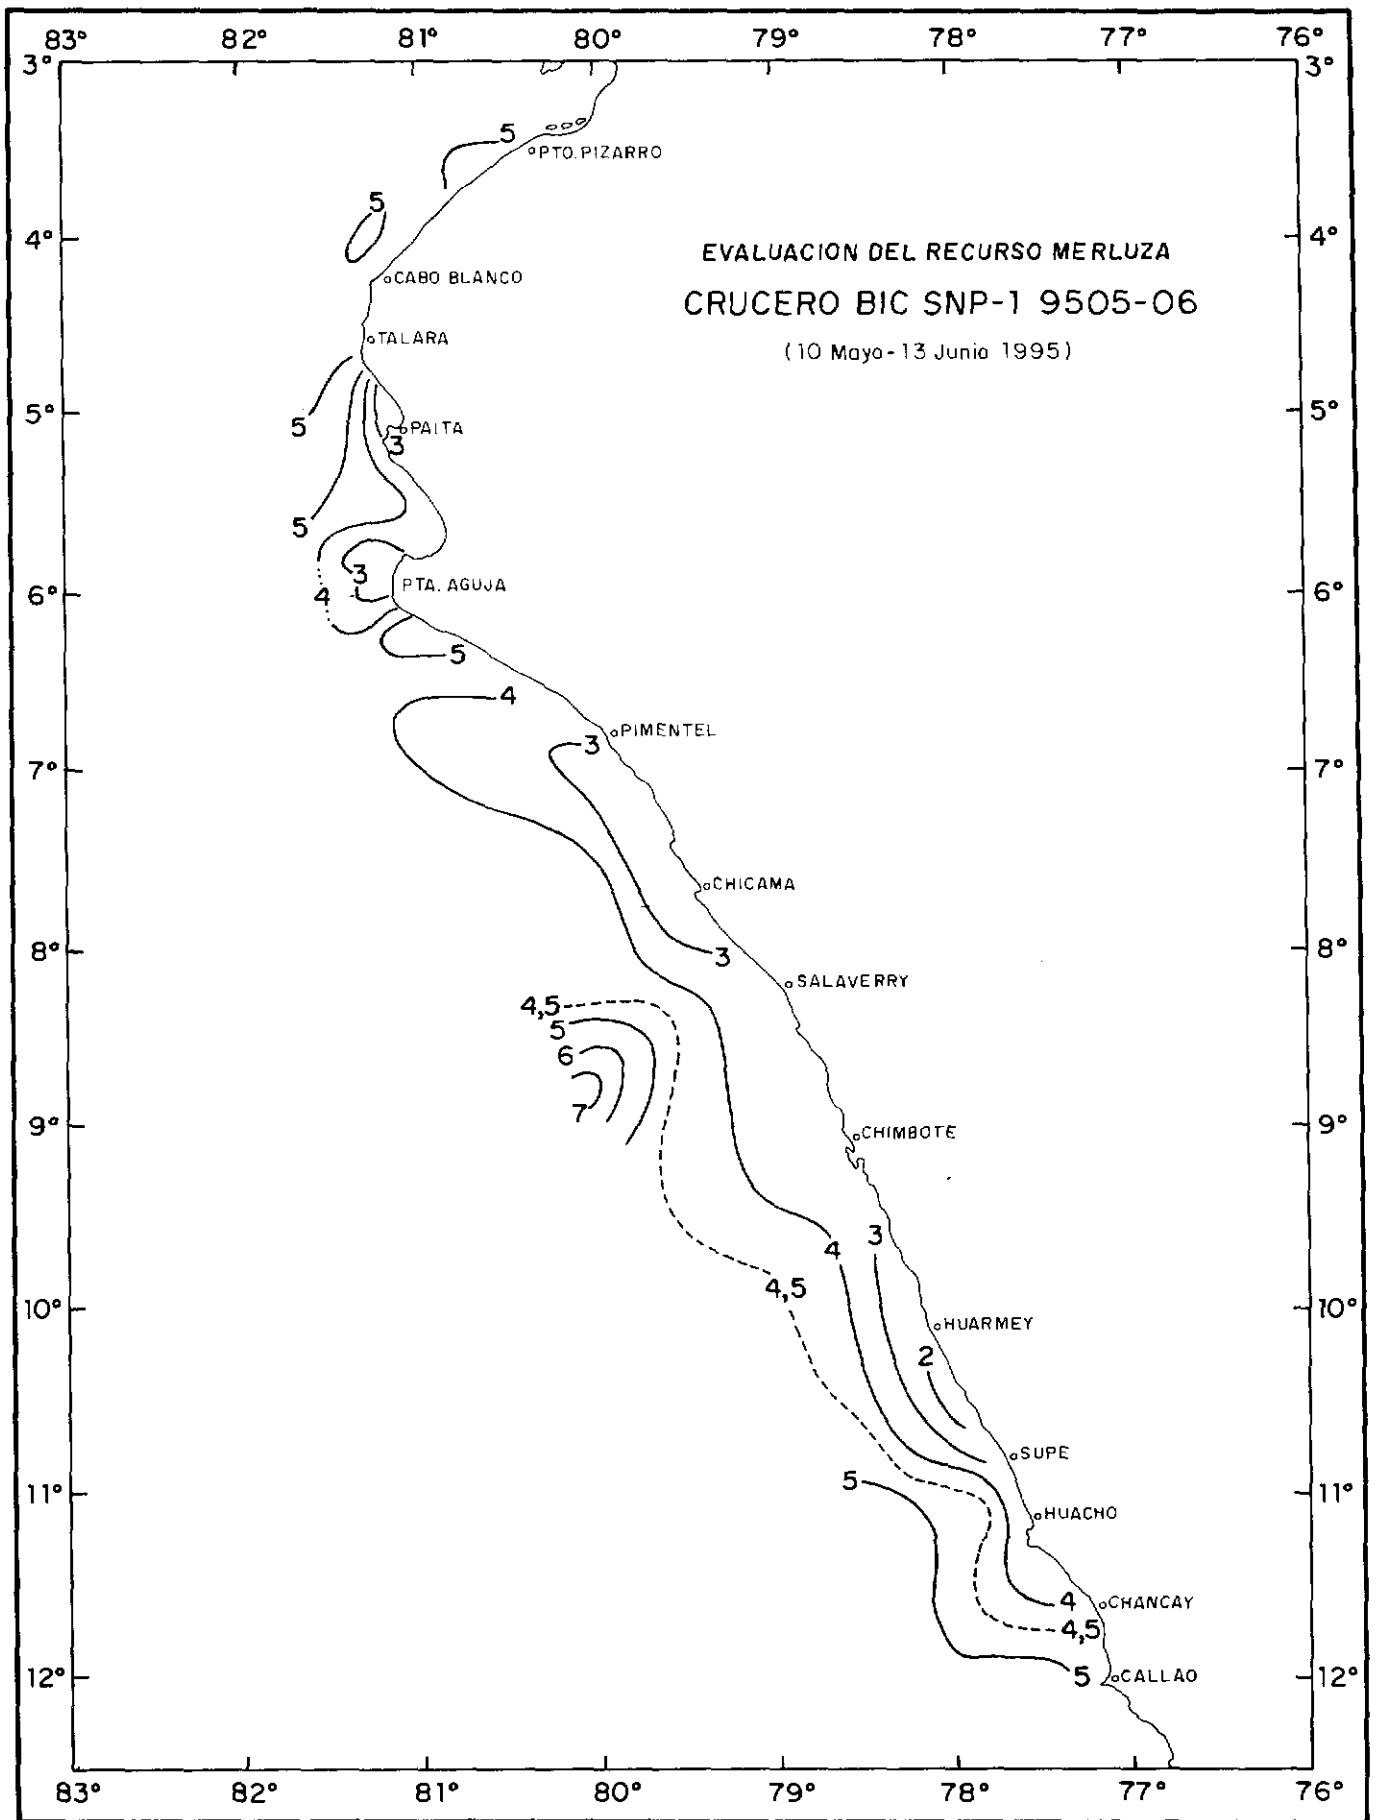 83° 82° 81° 80° 79° 78° 77° 76°
3° 3°
5
PTO. PIZARRO
5
4° 4°
EVALUACION DEL RECURSO MERLUZA
CABO BLANCO
CRUCERO BIC SNP-1 9505-06
TALARA
(10 Mayo-13 Junio 1995)
5° 5°
5
PAITA
3
5
3
PTA. AGUJA
6° 4 6°
5
4
PIMENTEL
3
7° 7°
CHICAMA
8° 3 8°
SALAVERRY
4,5
5
6
7
9° 9°
CHIMBOTE
3
4
4,5
10° 10°
HUARMEY
2
SUPE
5
11° 11°
HUACHO
4 CHANCAY
4,5
12° 5 CALLAO 12°
83° 82° 81° 80° 79° 78° 77° 76°